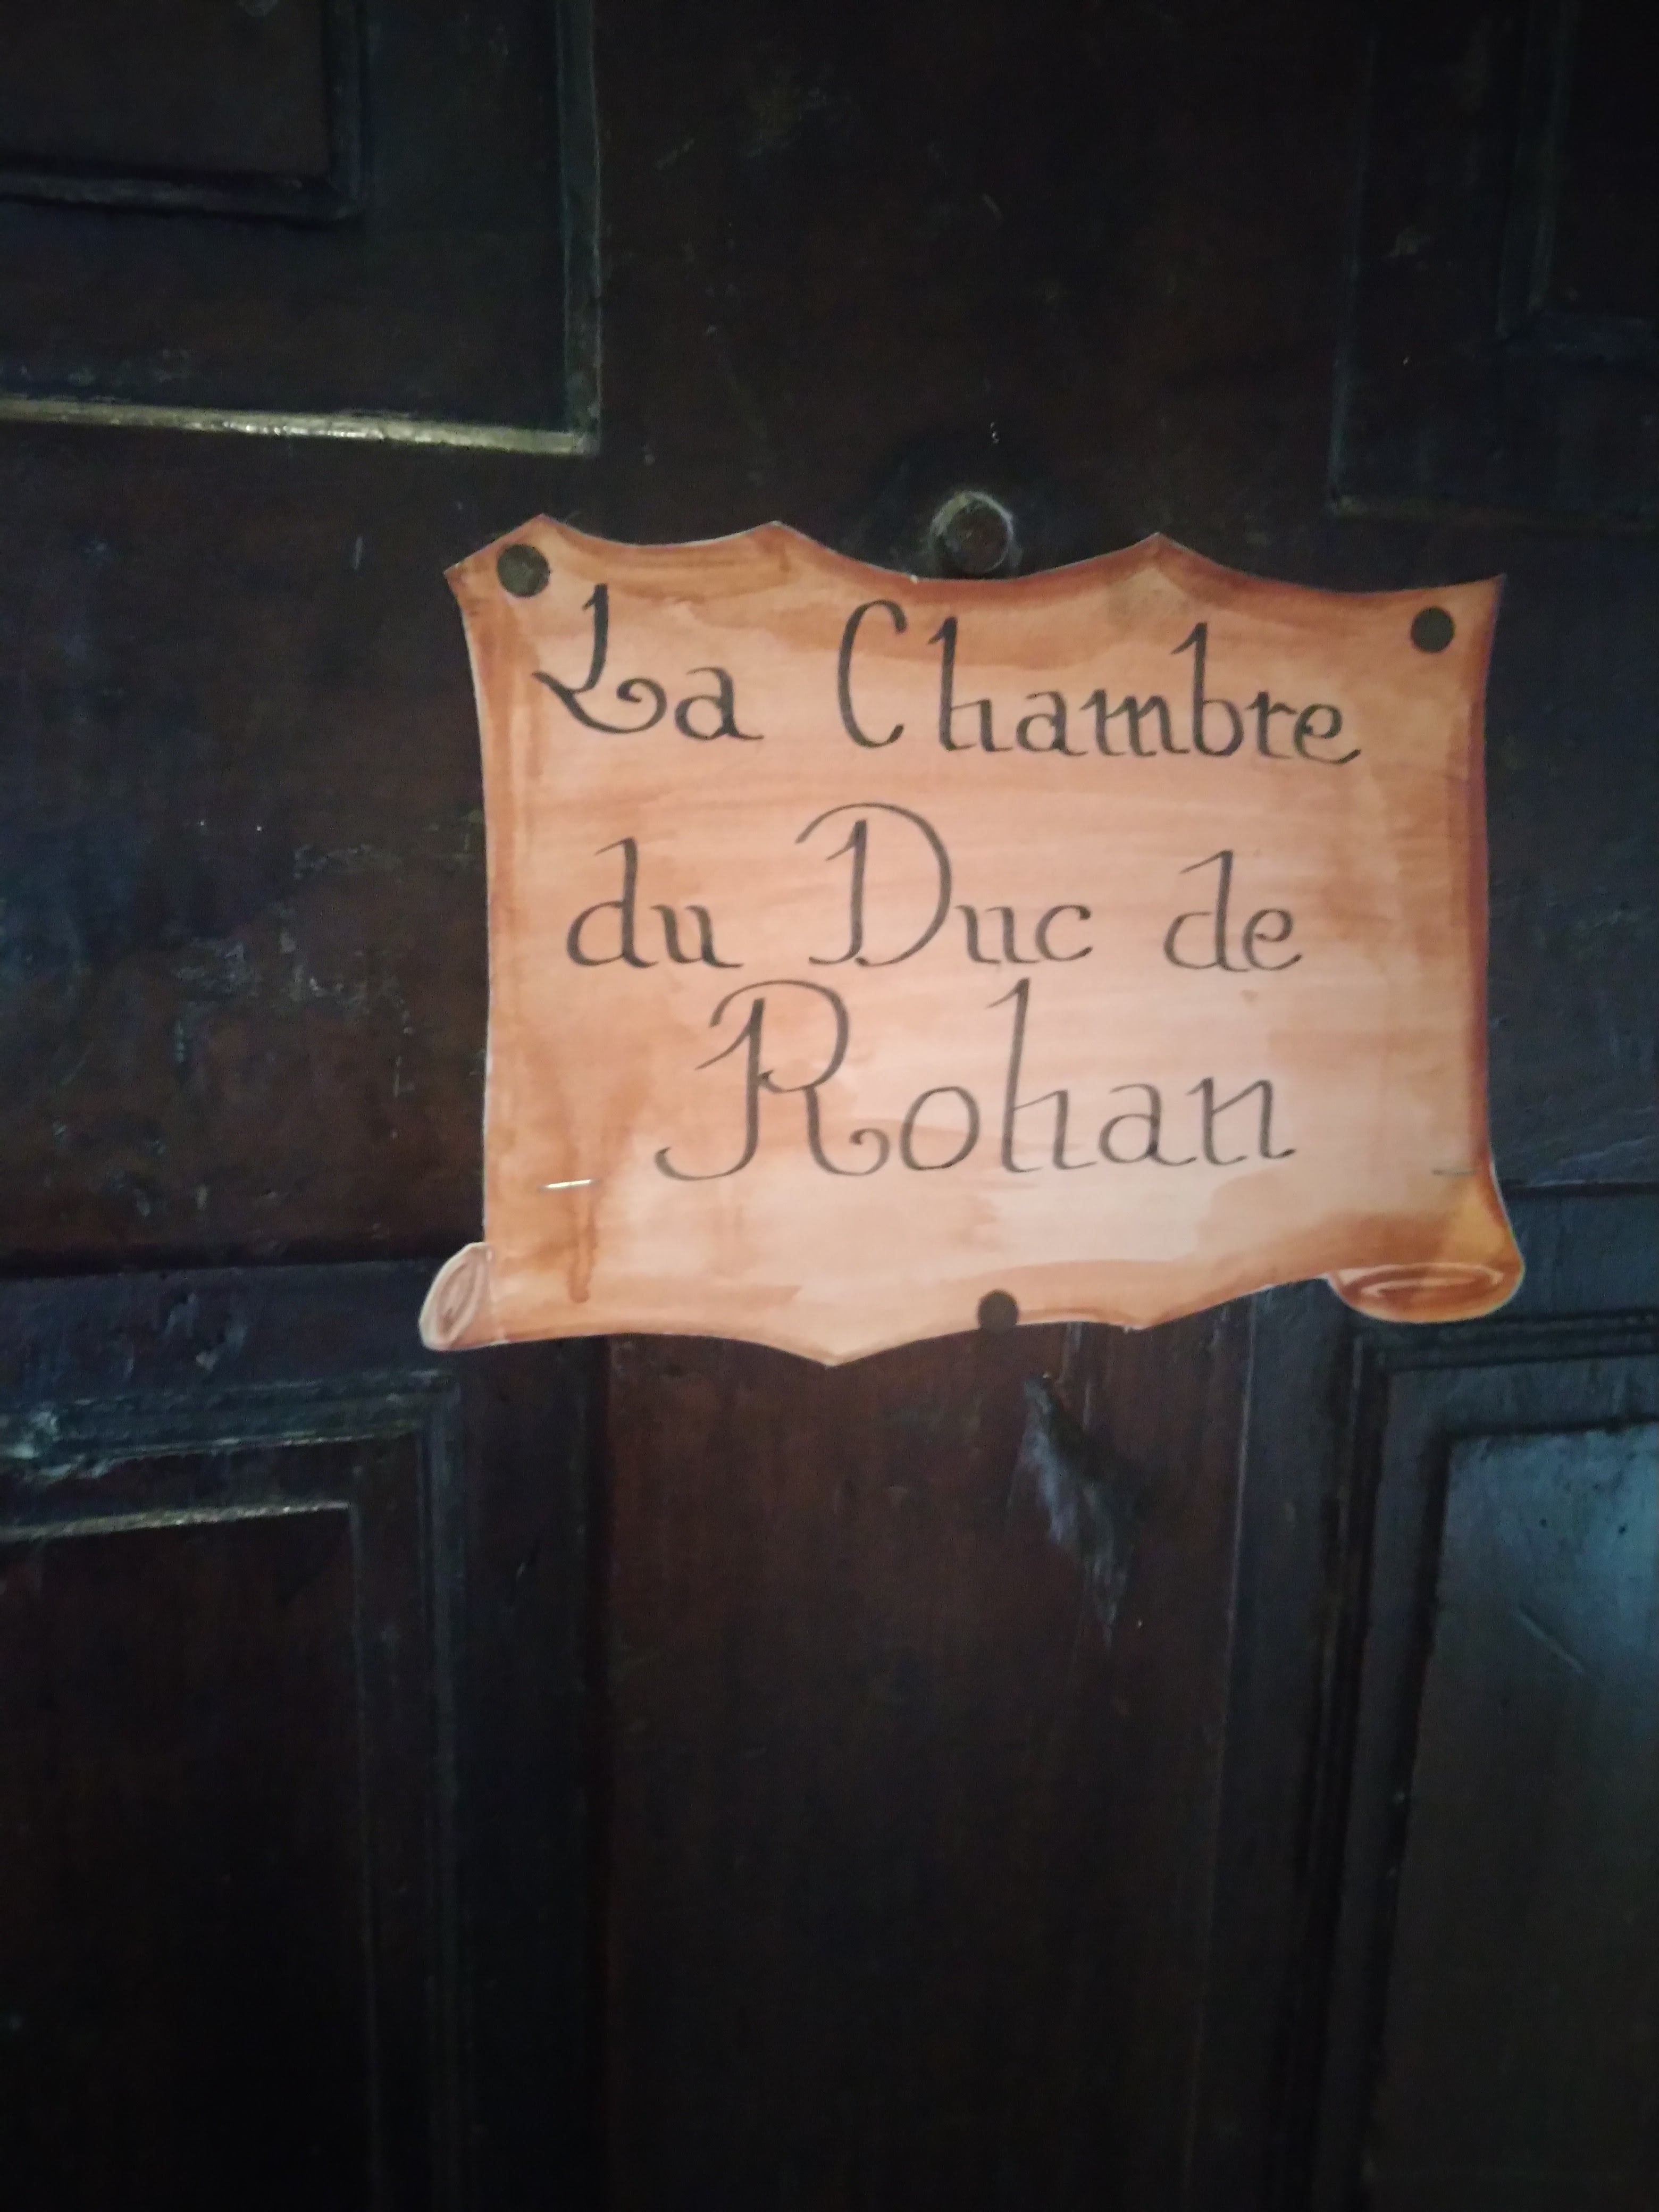 La Chambre
du Duc de
Rohan